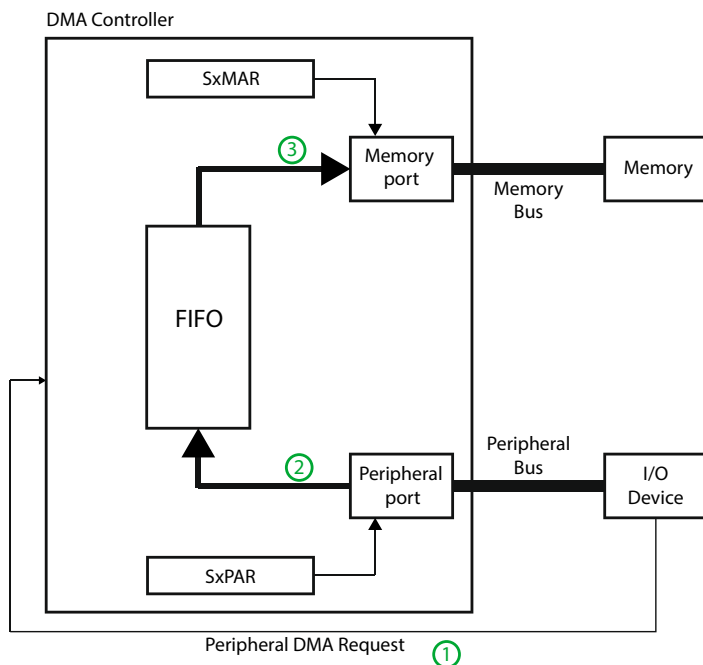 DMA Controller
SxMAR
3
Memory
port
Memory
Memory
Bus
FIFO
Peripheral
Bus
2
Peripheral
port
I/O
Device
SxPAR
Peripheral DMA Request
1